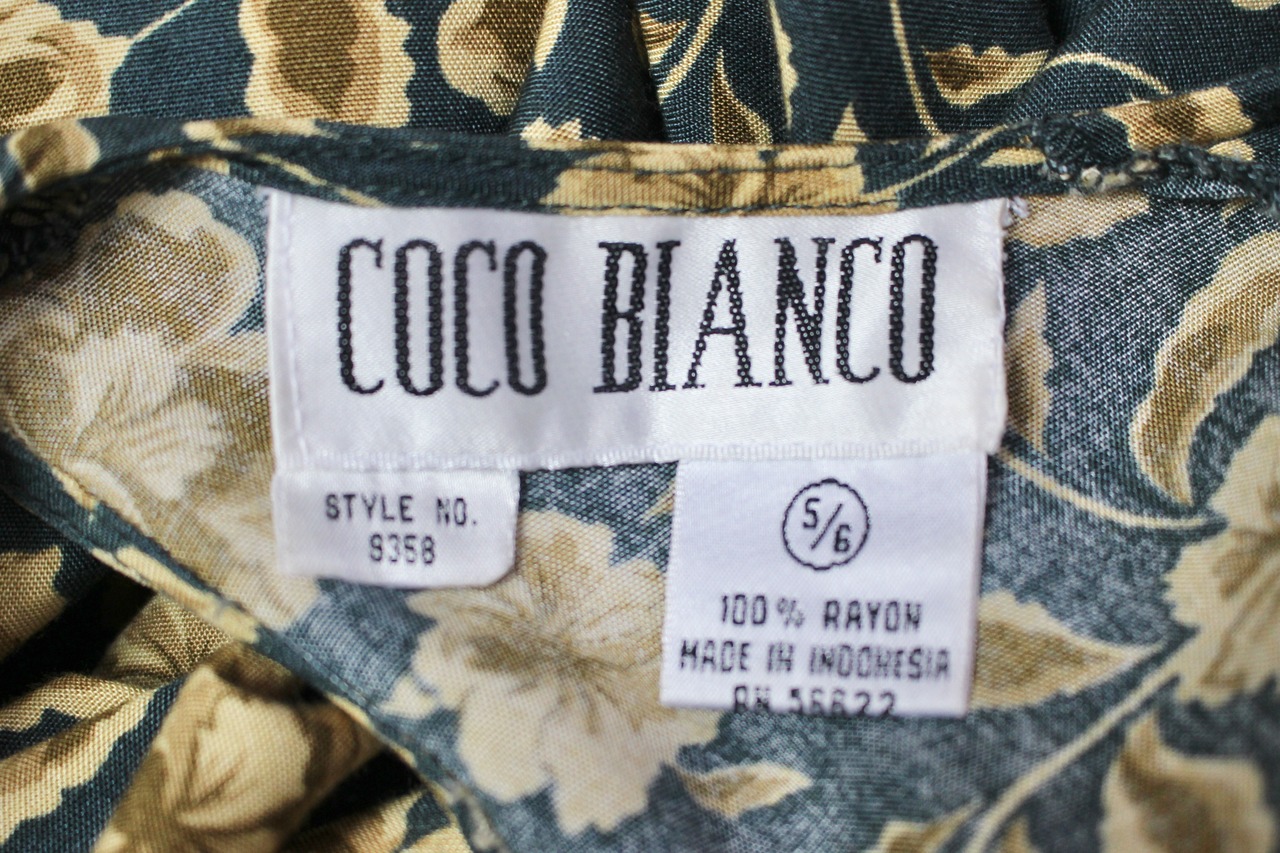 COCO BIANCO
STYLE NO.
9358
5/6
100% RAYON
MADE IN INDONESIA
RN 56622